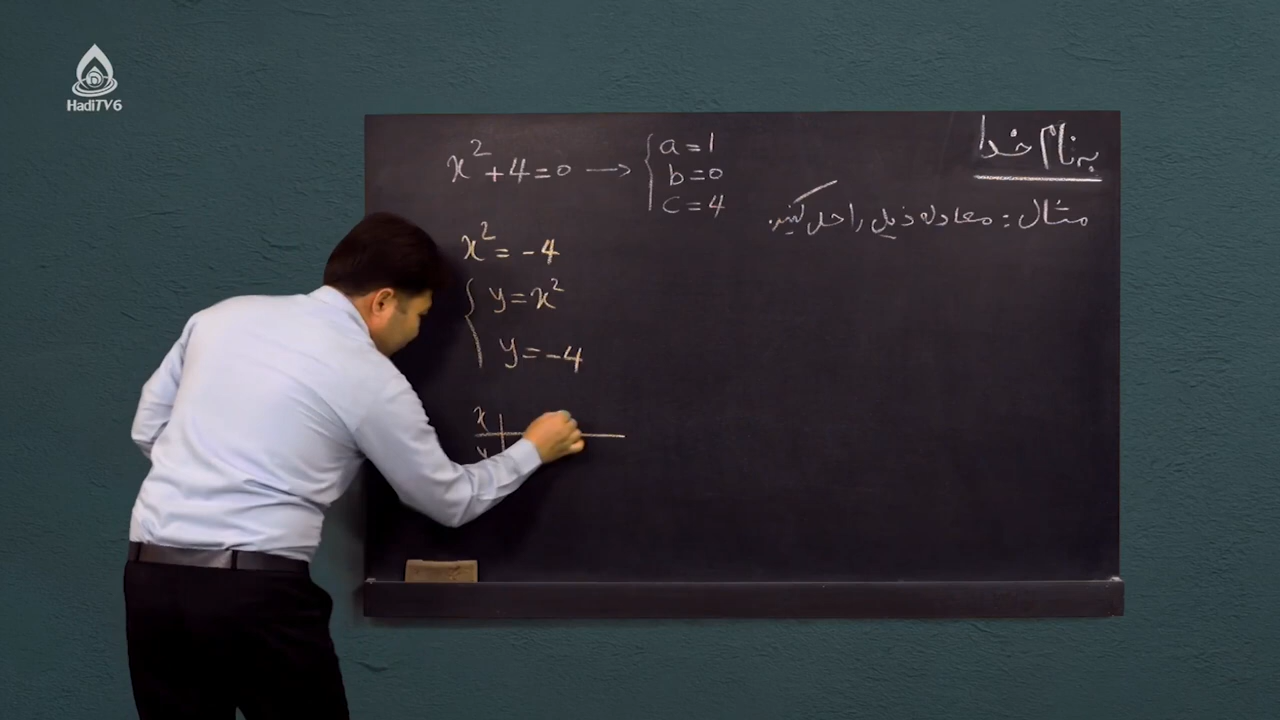 HadiTV6
به نام خدا
مثال: معادله ذیل را حل کنید.
x² + 4 = 0 → { a = 1
b = 0
c = 4
x² = -4
{ y = x²
y = -4
x
y